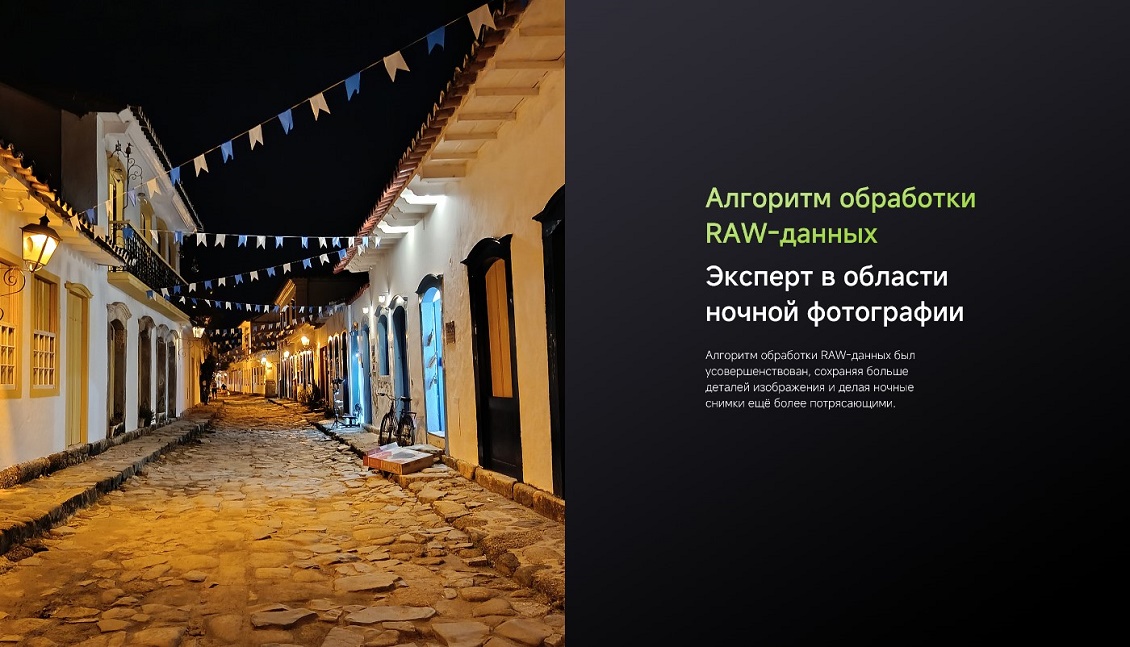 Алгоритм обработки
RAW-данных
Эксперт в области
ночной фотографии
Алгоритм обработки RAW-данных был
усовершенствован, сохраняя больше
деталей изображения и делая ночные
снимки ещё более потрясающими.